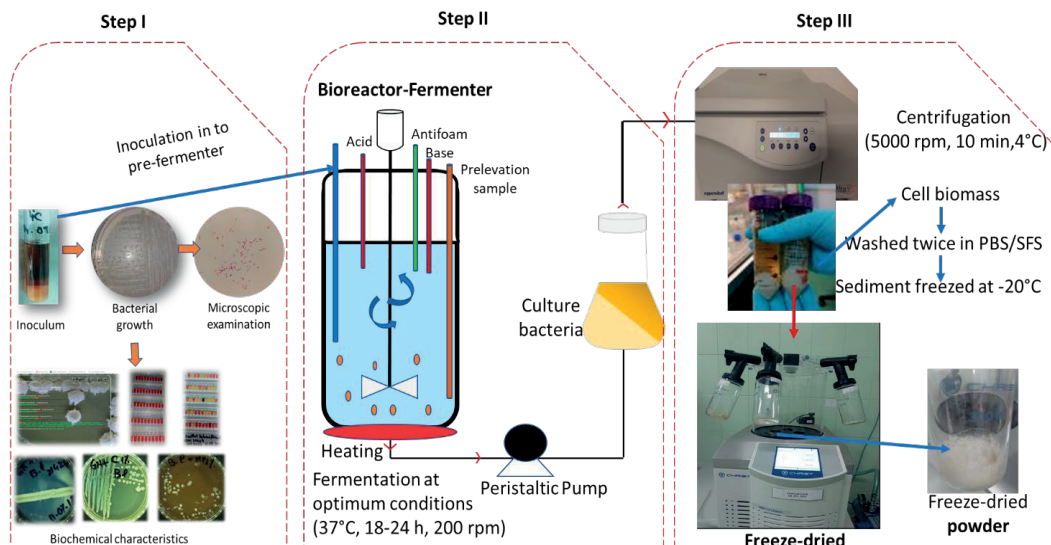 Step I
Step II
Step III
Inoculation in to
pre-fermenter
Inoculum
Bacterial
growth
Microscopic
examination
Biochemical characteristics
Bioreactor-Fermenter
Acid
Antifoam
Base
Prelevation
sample
Heating
Fermentation at
optimum conditions
(37°C, 18-24 h, 200 rpm)
Peristaltic Pump
Culture
bacteria
Centrifugation
(5000 rpm, 10 min,4°C)
Cell biomass
Washed twice in PBS/SFS
Sediment freezed at -20°C
Freeze-dried
Freeze-dried
powder